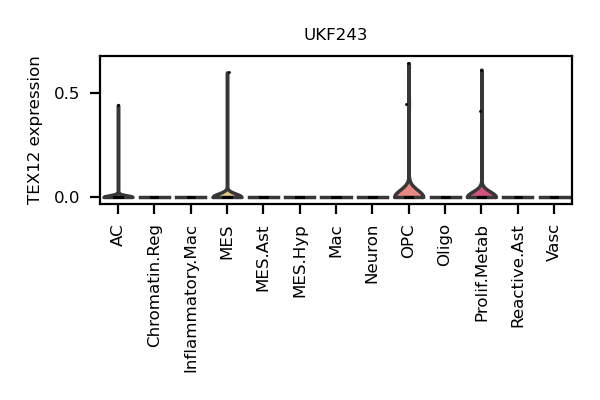 UKF243
TEX12 expression
0.5
0.0
AC
Chromatin.Reg
Inflammatory.Mac
MES
MES.Ast
MES.Hyp
Mac
Neuron
OPC
Oligo
Prolif.Metab
Reactive.Ast
Vasc